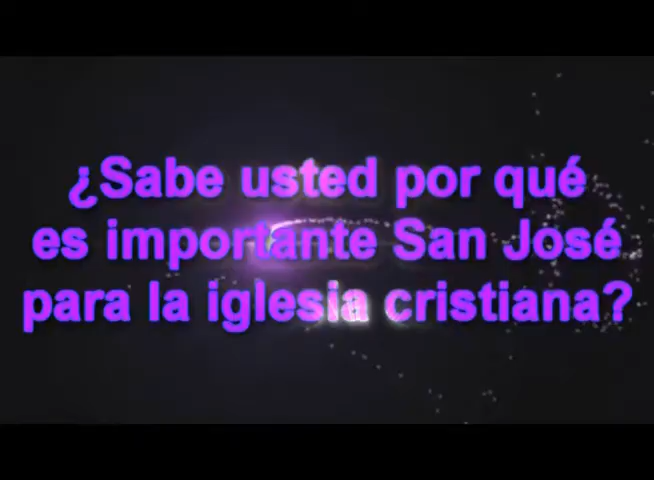 ¿Sabe usted por qué
es importante San José
para la iglesia cristiana?